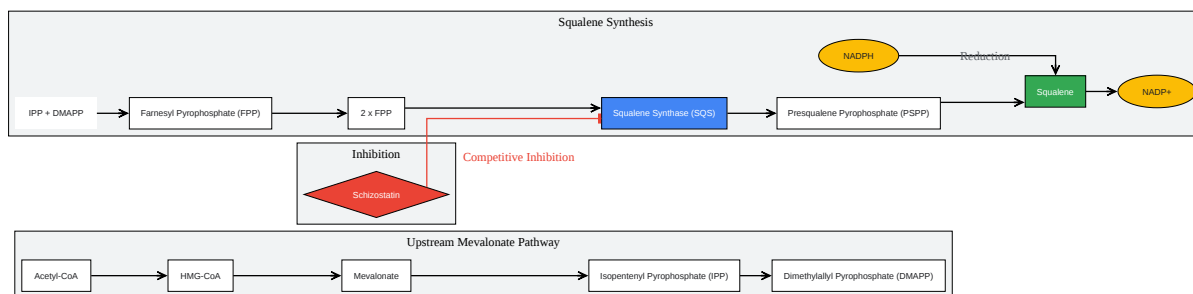 Squalene Synthesis
NADPH
Reduction
IPP + DMAPP
Farnesyl Pyrophosphate (FPP)
2 x FPP
Squalene Synthase (SQS)
Presqualene Pyrophosphate (PSPP)
Squalene
NADP+
Inhibition
Competitive Inhibition
Schizostatin
Upstream Mevalonate Pathway
Acetyl-CoA
HMG-CoA
Mevalonate
Isopentenyl Pyrophosphate (IPP)
Dimethylallyl Pyrophosphate (DMAPP)